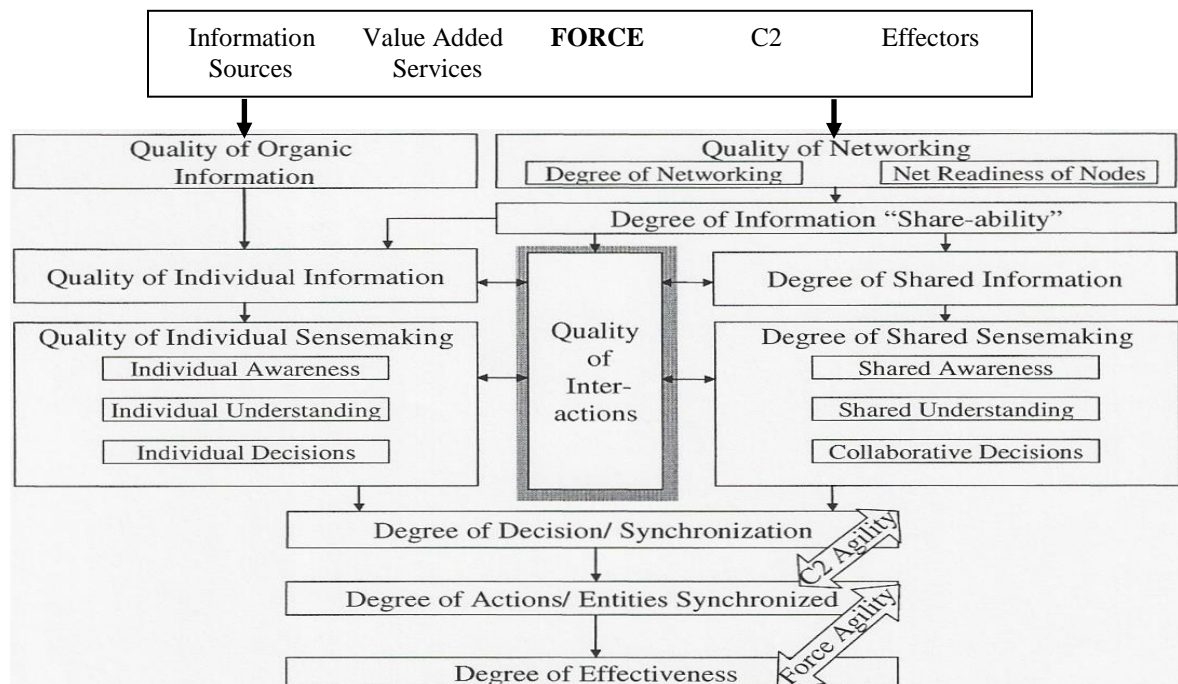 Information Sources
Value Added Services
FORCE
C2
Effectors
Quality of Organic
Information
Quality of Networking
Degree of Networking
Net Readiness of Nodes
Degree of Information “Share-ability”
Quality of Individual Information
Degree of Shared Information
Quality of Individual Sensemaking
Individual Awareness
Individual Understanding
Individual Decisions
Quality
of
Inter-
actions
Degree of Shared Sensemaking
Shared Awareness
Shared Understanding
Collaborative Decisions
Degree of Decision/ Synchronization
C2 Agility
Degree of Actions/ Entities Synchronized
Force Agility
Degree of Effectiveness